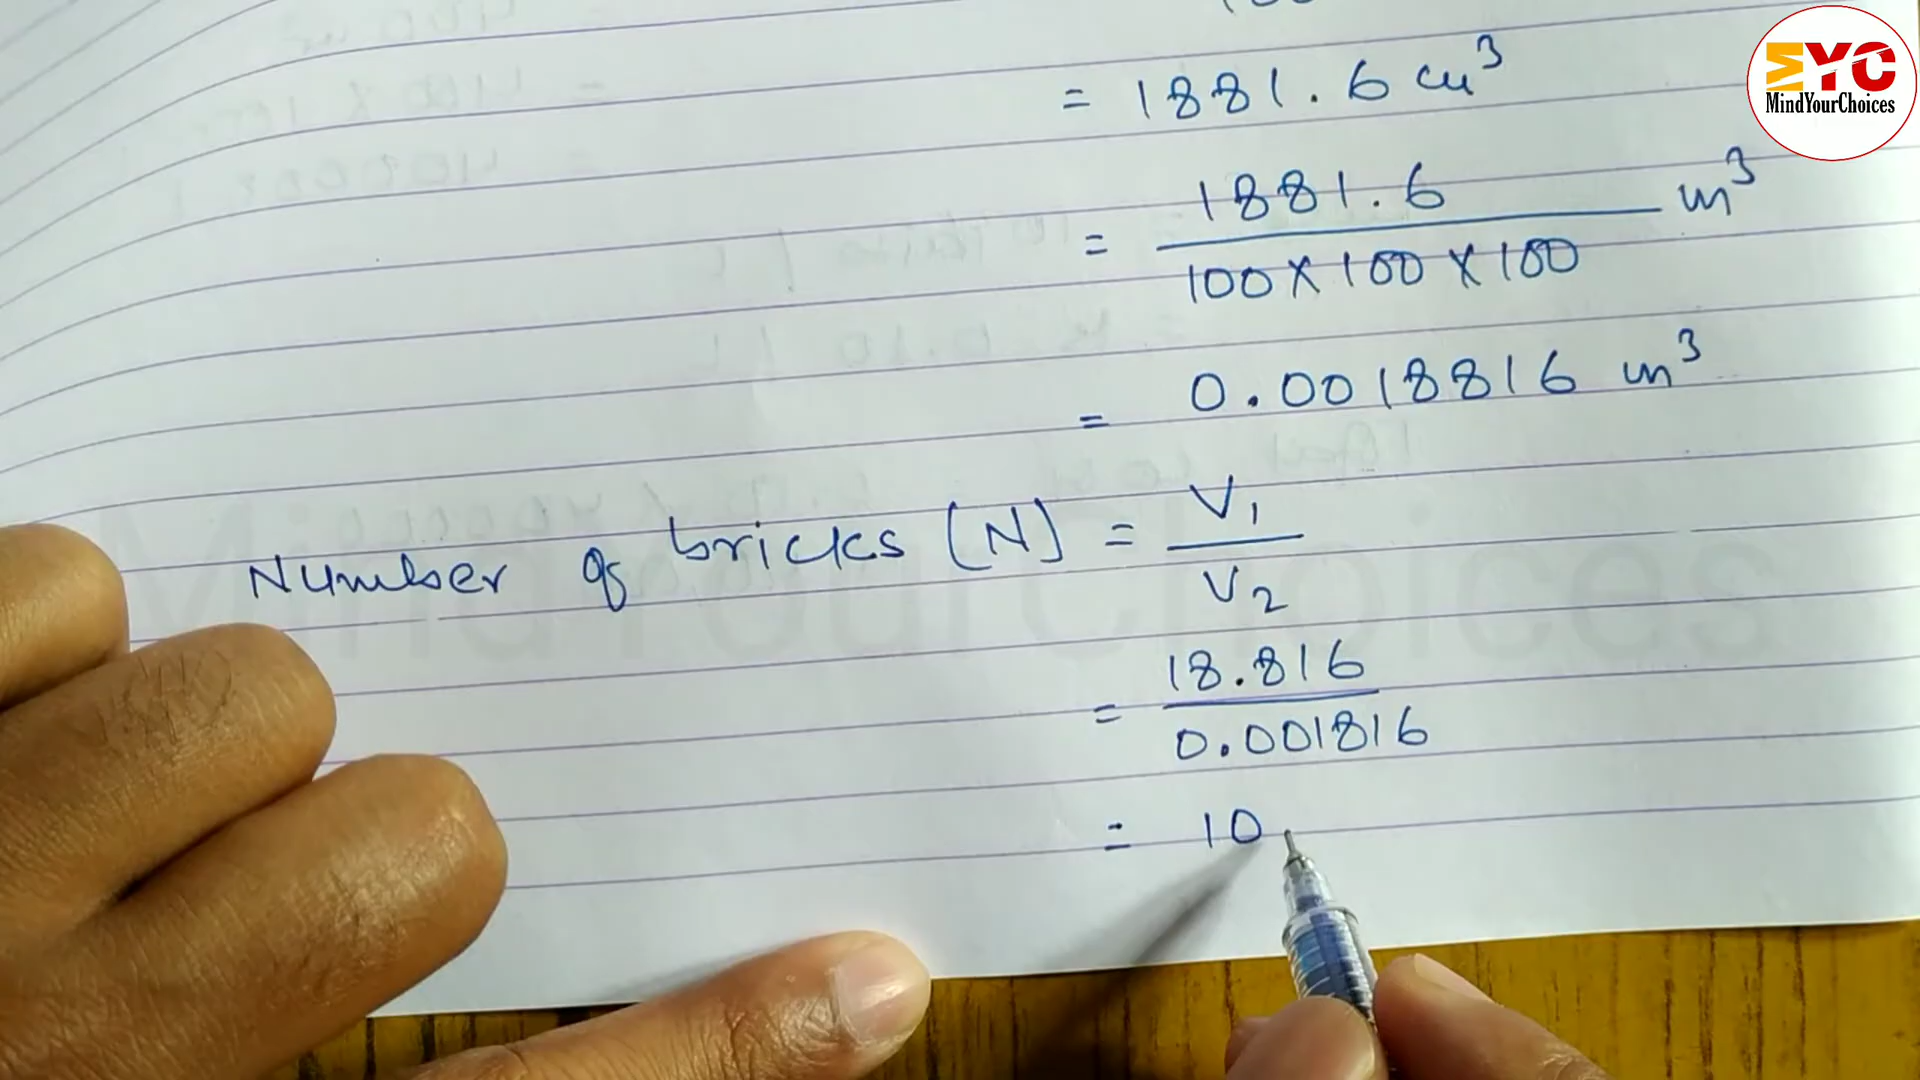 MYC
MindYourChoices
= 1881.6 cm³
= 1881.6 / 100 X 100 X 100 m³
= 0.0018816 m³
Number of bricks (N) = V₁ / V₂
= 18.816 / 0.001816
= 10
MindYourChoices